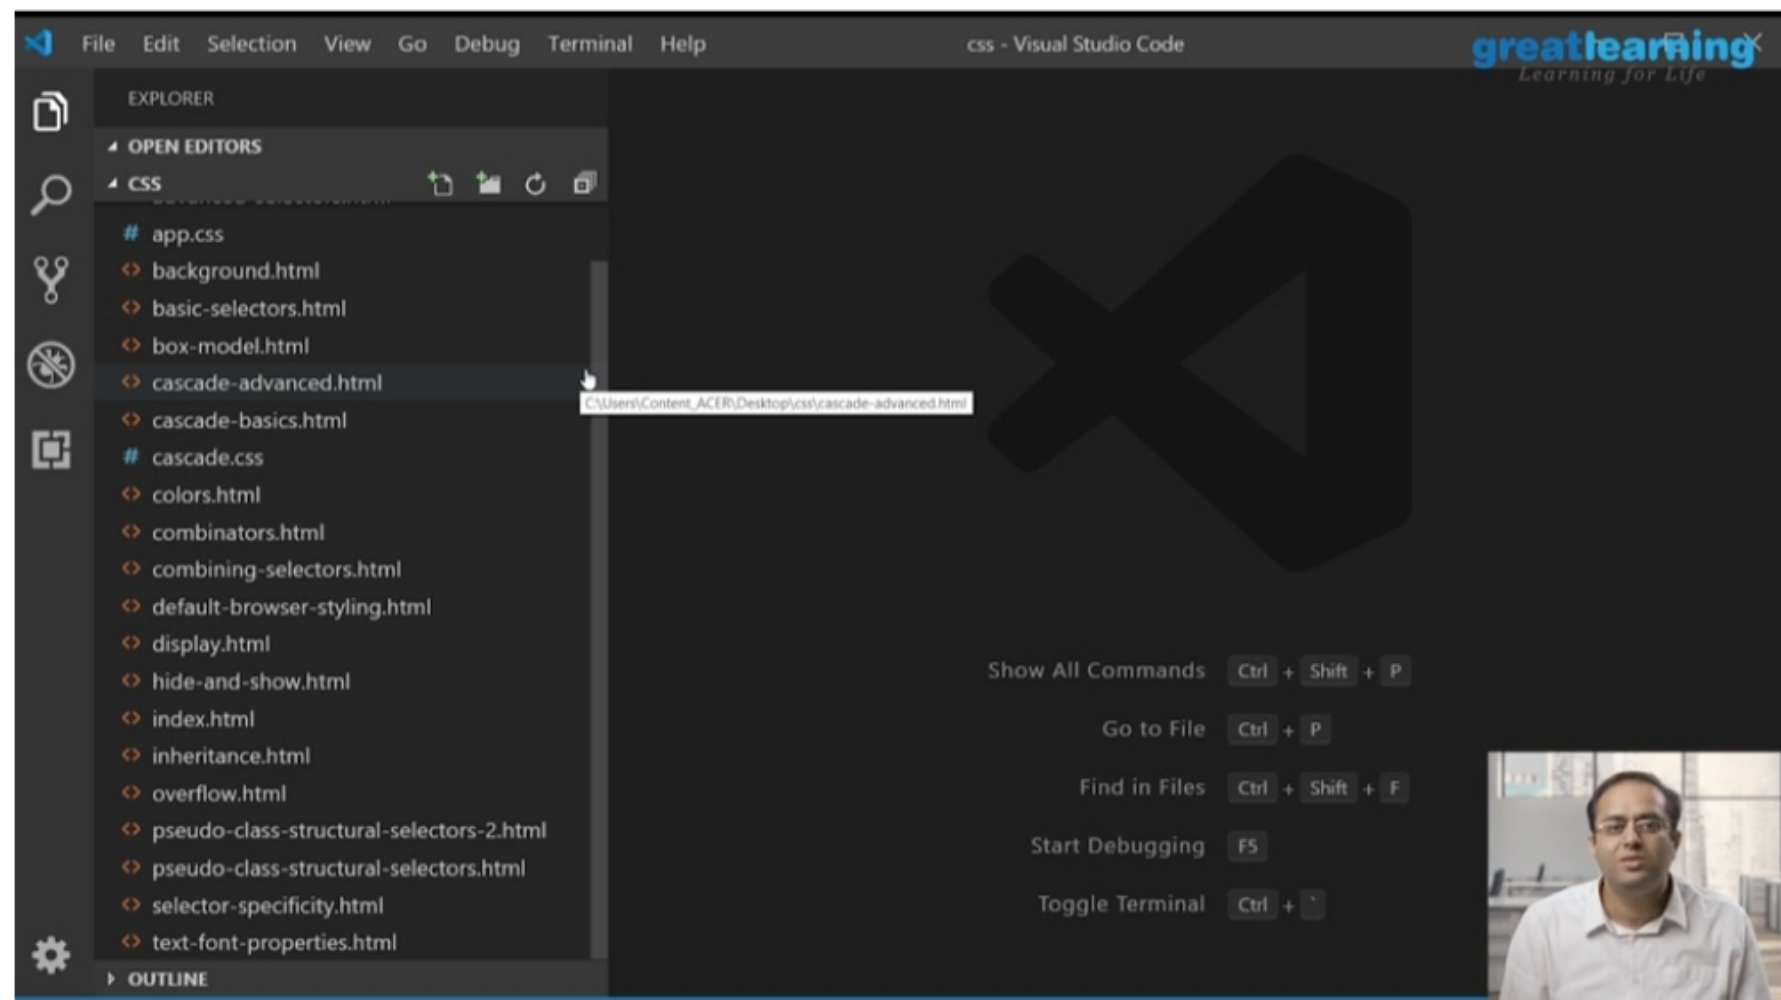 File Edit Selection View Go Debug Terminal Help
css - Visual Studio Code
greatlearning
Learning for Life
EXPLORER
OPEN EDITORS
CSS
app.css
background.html
basic-selectors.html
box-model.html
cascade-advanced.html
C:\Users\Content_ACER\Desktop\css\cascade-advanced.html
cascade-basics.html
cascade.css
colors.html
combinators.html
combining-selectors.html
default-browser-styling.html
display.html
hide-and-show.html
index.html
inheritance.html
overflow.html
pseudo-class-structural-selectors-2.html
pseudo-class-structural-selectors.html
selector-specificity.html
text-font-properties.html
OUTLINE
Show All Commands Ctrl + Shift + P
Go to File Ctrl + P
Find in Files Ctrl + Shift + F
Start Debugging F5
Toggle Terminal Ctrl + `